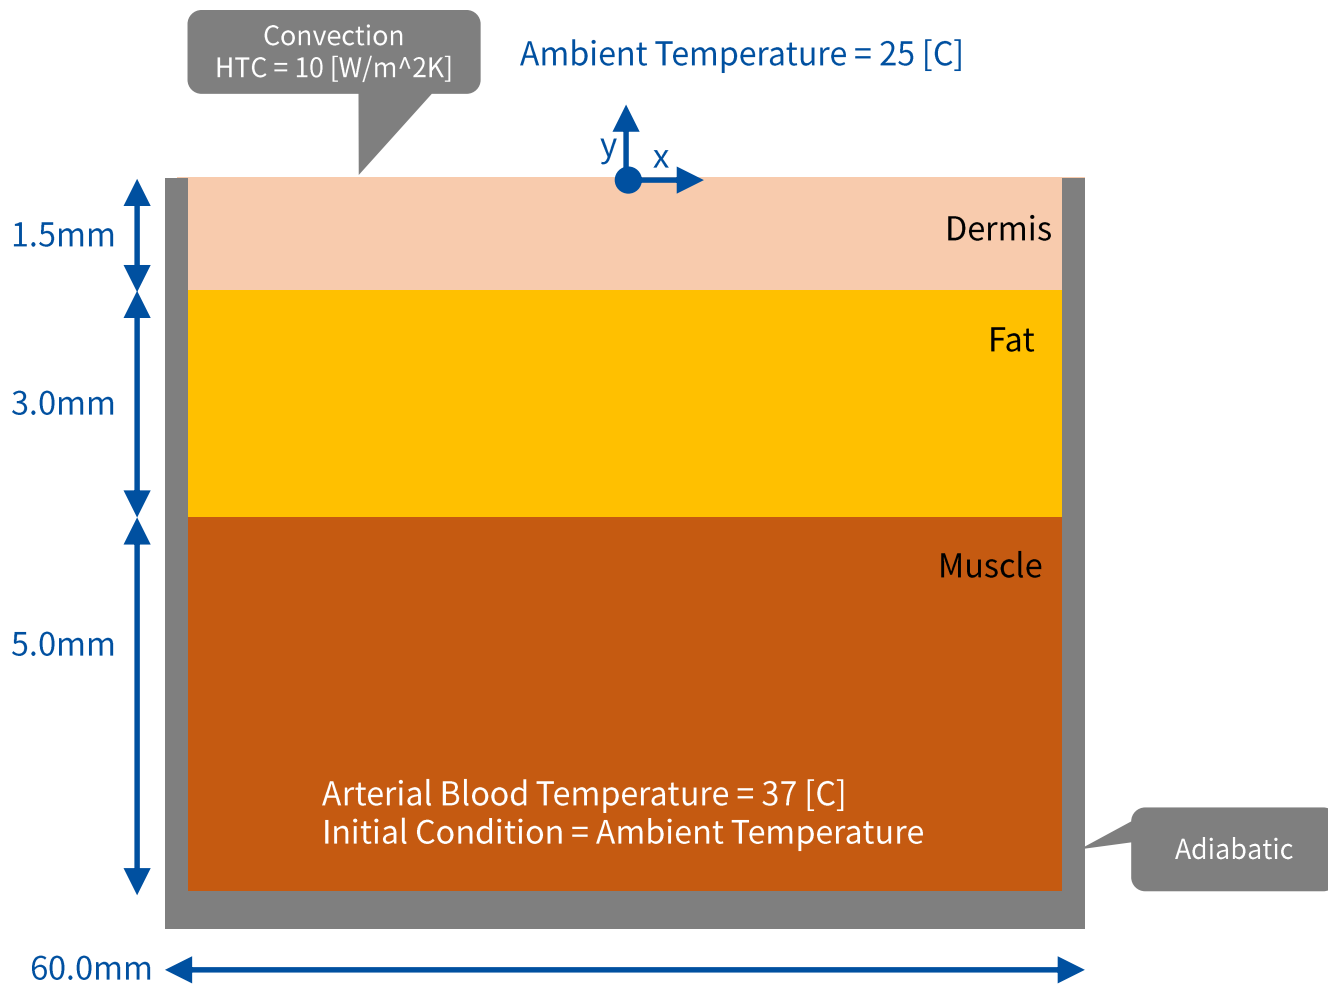 Convection
HTC = 10 [W/m^2K]
Ambient Temperature = 25 [C]
y
x
1.5mm
Dermis
Fat
3.0mm
Muscle
5.0mm
Arterial Blood Temperature = 37 [C]
Initial Condition = Ambient Temperature
Adiabatic
60.0mm